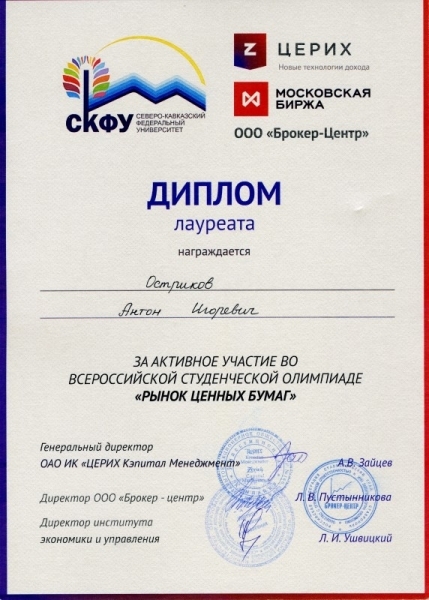 СКФУ
СЕВЕРО-КАВКАЗСКИЙ
ФЕДЕРАЛЬНЫЙ
УНИВЕРСИТЕТ
ЦЕРИХ
Новые технологии дохода
МОСКОВСКАЯ
БИРЖА
ООО «Брокер-Центр»
ДИПЛОМ
лауреата
награждается
Остриков
Антон Игоревич
ЗА АКТИВНОЕ УЧАСТИЕ ВО
ВСЕРОССИЙСКОЙ СТУДЕНЧЕСКОЙ ОЛИМПИАДЕ
«РЫНОК ЦЕННЫХ БУМАГ»
Генеральный директор
ОАО ИК «ЦЕРИХ Кэпитал Менеджмент» А.В. Зайцев
Директор ООО «Брокер - центр» Л. В. Пустынникова
БРОКЕР-ЦЕНТР
Директор института
экономики и управления Л. И. Ушвицкий